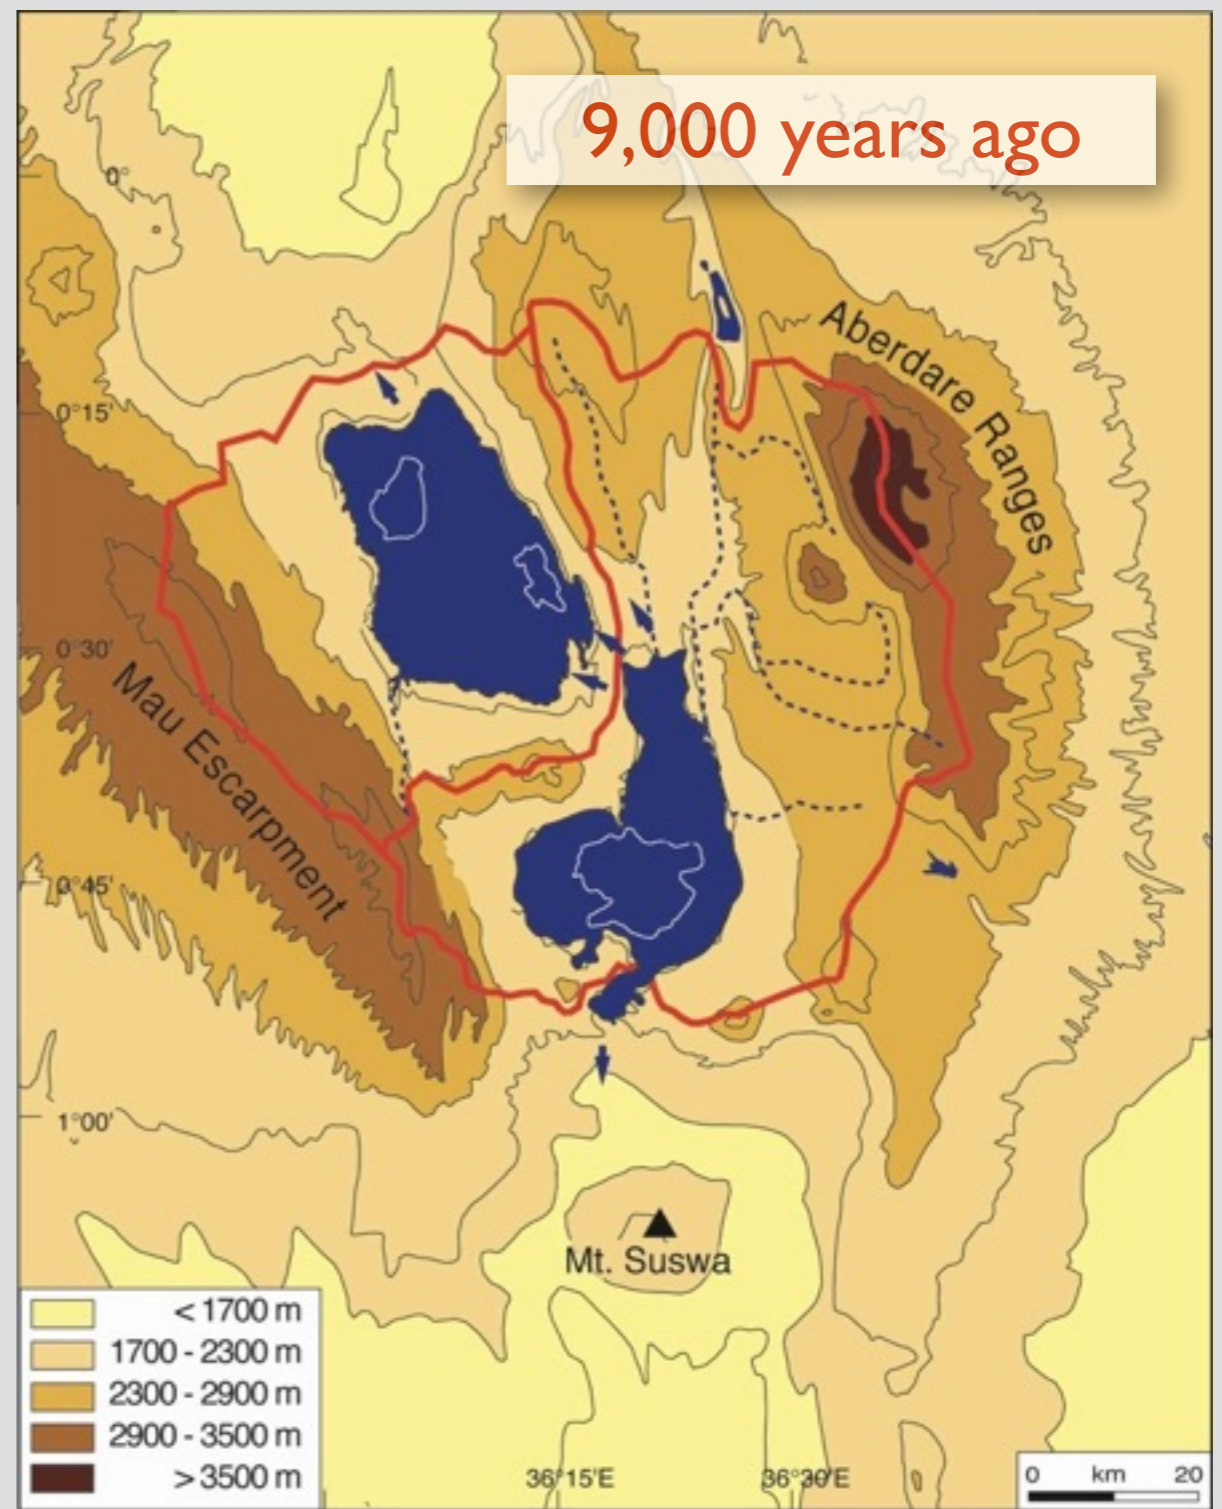 9,000 years ago
0°
Aberdare Ranges
0°15'
0°30'
Mau Escarpment
0°45'
1°00'
Mt. Suswa
< 1700 m
1700 - 2300 m
2300 - 2900 m
2900 - 3500 m
> 3500 m
36°15'E
36°30'E
0 km 20